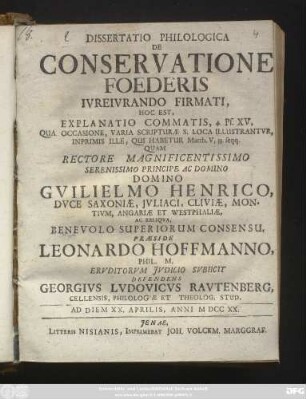 DISSERTATIO PHILOLOGICA
DE
CONSERVATIONE
FOEDERIS
IVREIVRANDO FIRMATI,
HOC EST,
EXPLANATIO COMMATIS, 4. Ps. XV,
QUA OCCASIONE, VARIA SCRIPTURÆ S. LOCA ILLUSTRANTUR,
INPRIMIS ILLE, QUI HABETUR Matth. V, 33. seqq.
QUAM
RECTORE MAGNIFICENTISSIMO
SERENISSIMO PRINCIPE AC DOMINO
DOMINO
GVILIELMO HENRICO,
DVCE SAXONIÆ, JVLIACI, CLIVIÆ, MON-
TIVM, ANGARIÆ ET WESTPHALIÆ,
AC RELIQVA,
BENEVOLO SUPERIORUM CONSENSU,
PRÆSIDE
LEONARDO HOFFMANNO,
PHIL. M.
ERVDITORVM JVDICIO SUBIICIT
DEFENDENS
GEORGIVS LVDOVICVS RAVTENBERG,
CELLENSIS, PHILOLOGIÆ ET THEOLOG. STUD.
AD DIEM XX. APRILIS, ANNI M DCC XX.
JENAE,
LITTERIS NISIANIS, IMPRIMEBAT JOH. VOLCKM. MARGGRAF.